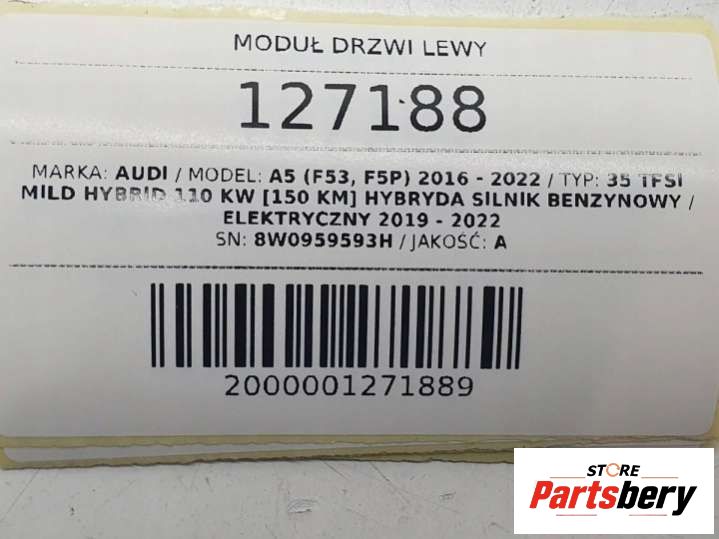 MODUŁ DRZWI LEWY
127188
MARKA: AUDI / MODEL: A5 (F53, F5P) 2016 - 2022 / TYP: 35 TFSI
MILD HYBRID 110 KW [150 KM] HYBRYDA SILNIK BENZYNOWY /
ELEKTRYCZNY 2019 - 2022
SN: 8W0959593H / JAKOŚĆ: A
2000001271889
STORE
Partsbery